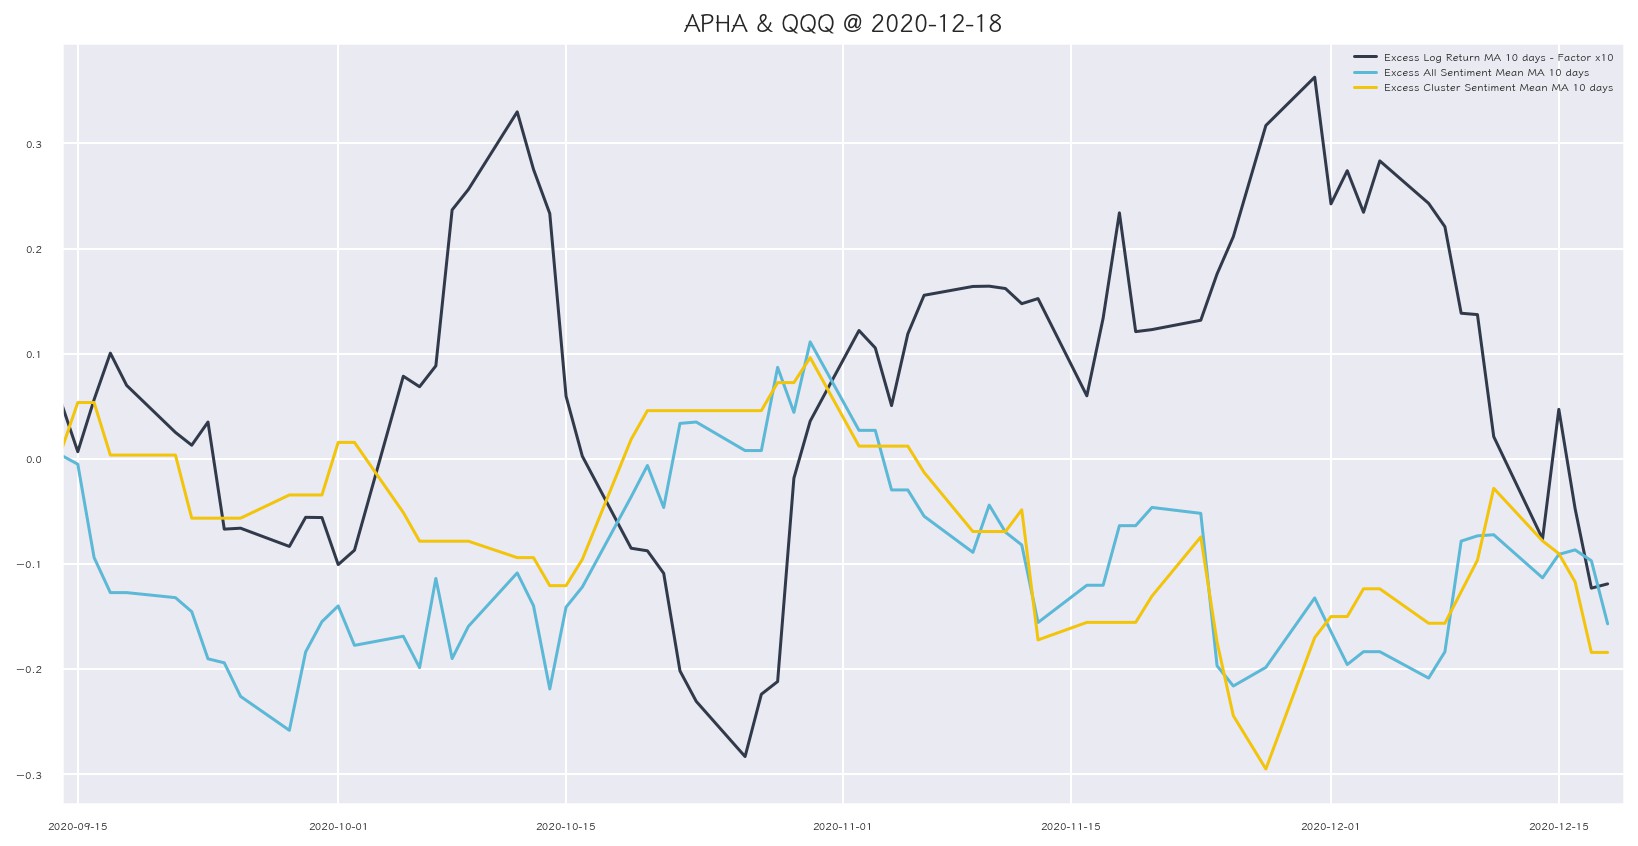 APHA & QQQ @ 2020-12-18
Excess Log Return MA 10 days - Factor x10
Excess All Sentiment Mean MA 10 days
Excess Cluster Sentiment Mean MA 10 days
0.3
0.2
0.1
0.0
−0.1
−0.2
−0.3
2020-09-15 2020-10-01 2020-10-15 2020-11-01 2020-11-15 2020-12-01 2020-12-15